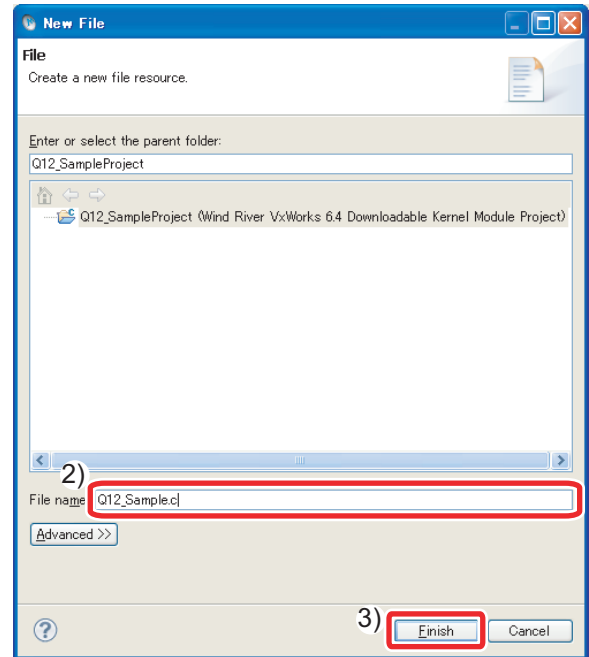 New File
File
Create a new file resource.
Enter or select the parent folder:
Q12_SampleProject
Q12_SampleProject (Wind River VxWorks 6.4 Downloadable Kernel Module Project)
2)
File name: Q12_Sample.c
Advanced >>
3)
Finish Cancel